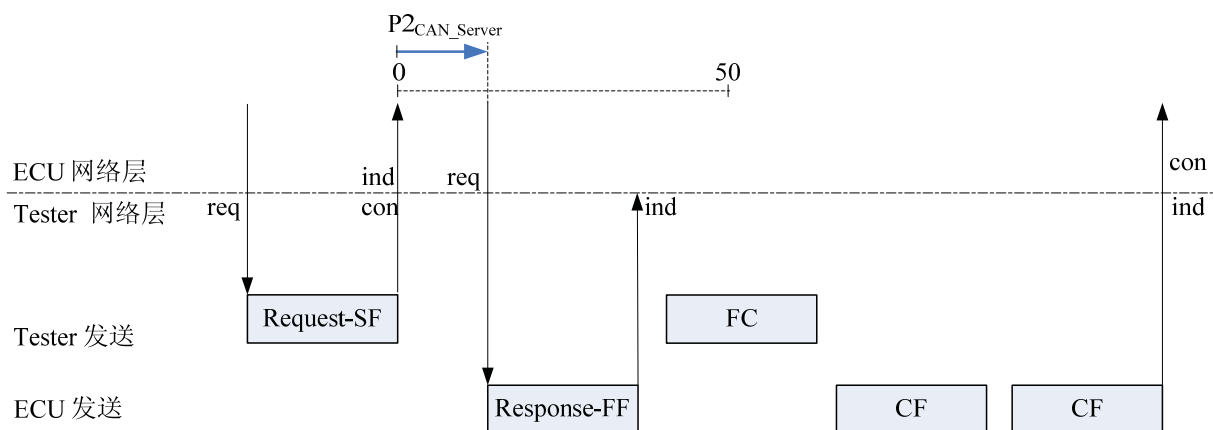 P2CAN_Server
0 50
ECU 网络层
ind req con
Tester 网络层
req con ind ind
Request-SF FC
Tester 发送
Response-FF CF CF
ECU 发送